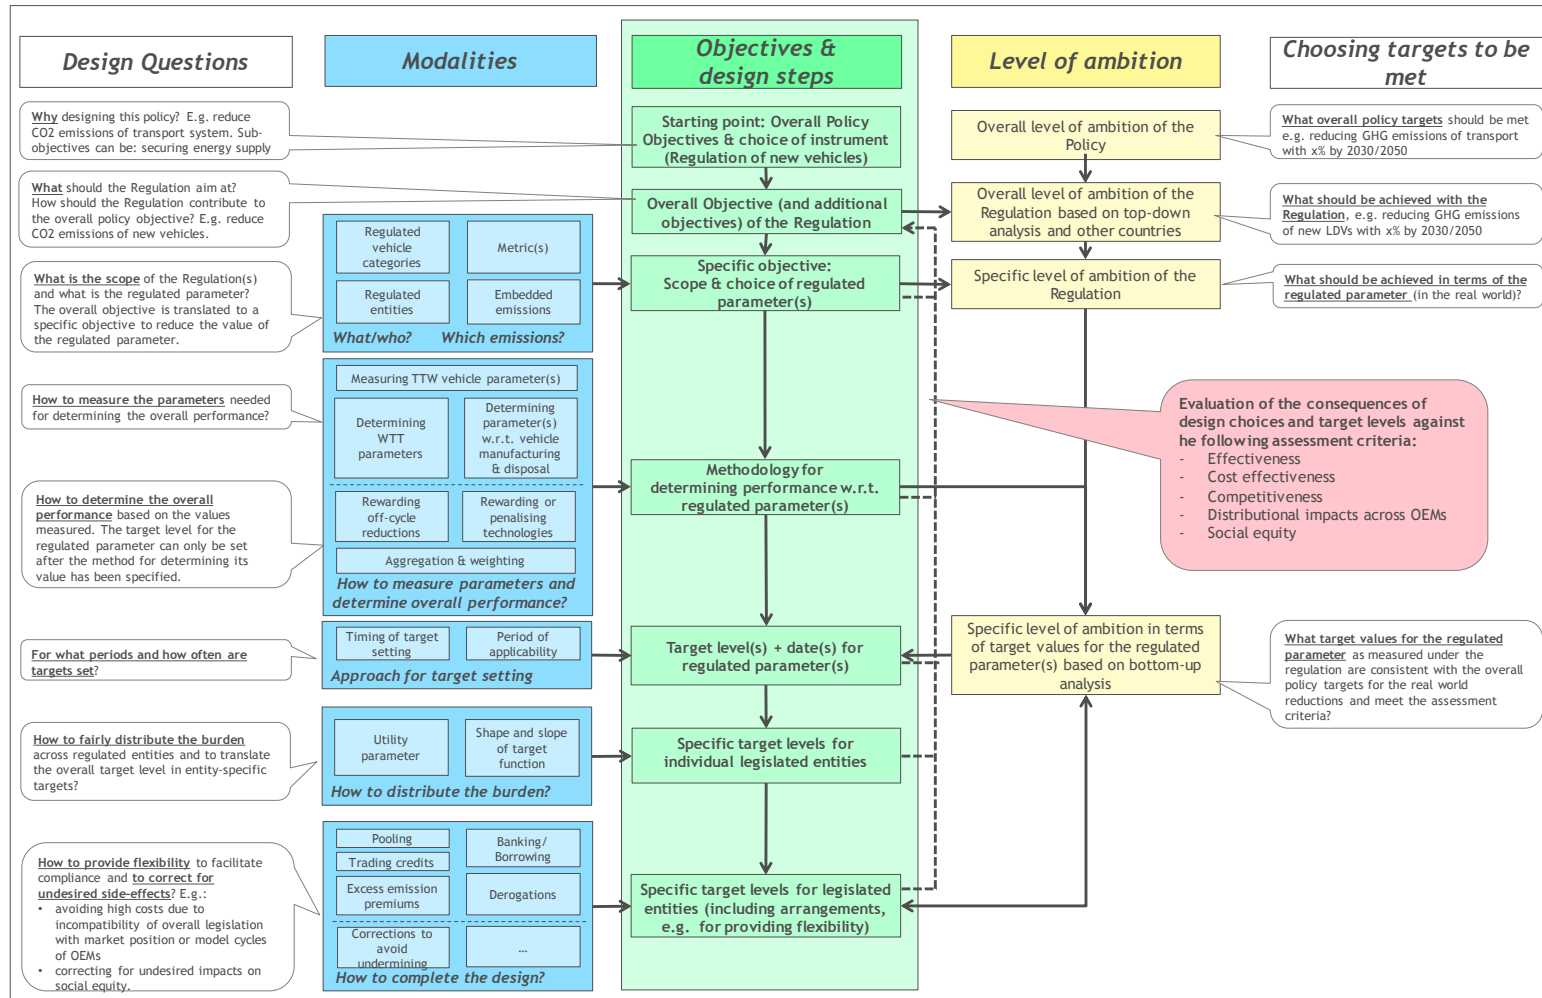 Design Questions
Modalities
Objectives &
design steps
Level of ambition
Choosing targets to be
met
Why designing this policy? E.g. reduce
CO2 emissions of transport system. Sub-
objectives can be: securing energy supply
Starting point: Overall Policy
Objectives & choice of instrument
(Regulation of new vehicles)
Overall level of ambition of the
Policy
What overall policy targets should be met
e.g. reducing GHG emissions of transport
with x% by 2030/2050
What should the Regulation aim at?
How should the Regulation contribute to
the overall policy objective? E.g. reduce
CO2 emissions of new vehicles.
Overall Objective (and additional
objectives) of the Regulation
Overall level of ambition of the
Regulation based on top-down
analysis and other countries
What should be achieved with the
Regulation, e.g. reducing GHG emissions
of new LDVs with x% by 2030/2050
What is the scope of the Regulation(s)
and what is the regulated parameter?
The overall objective is translated to a
specific objective to reduce the value of
the regulated parameter.
Regulated
vehicle
categories
Metric(s)
Regulated
entities
Embedded
emissions
What/who?
Which emissions?
Specific objective:
Scope & choice of regulated
parameter(s)
Specific level of ambition of the
Regulation
What should be achieved in terms of the
regulated parameter (in the real world)?
How to measure the parameters needed
for determining the overall performance?
Measuring TTW vehicle parameter(s)
Determining
WTT
parameters
Determining
parameter(s)
w.r.t. vehicle
manufacturing
& disposal
How to determine the overall
performance based on the values
measured. The target level for the
regulated parameter can only be set
after the method for determining its
value has been specified.
Rewarding
off-cycle
reductions
Rewarding or
penalising
technologies
Aggregation & weighting
How to measure parameters and
determine overall performance?
Methodology for
determining performance w.r.t.
regulated parameter(s)
Evaluation of the consequences of
design choices and target levels against
he following assessment criteria:
- Effectiveness
- Cost effectiveness
- Competitiveness
- Distributional impacts across OEMs
- Social equity
For what periods and how often are
targets set?
Timing of target
setting
Period of
applicability
Approach for target setting
Target level(s) + date(s) for
regulated parameter(s)
Specific level of ambition in terms
of target values for the regulated
parameter(s) based on bottom-up
analysis
What target values for the regulated
parameter as measured under the
regulation are consistent with the overall
policy targets for the real world
reductions and meet the assessment
criteria?
How to fairly distribute the burden
across regulated entities and to translate
the overall target level in entity-specific
targets?
Utility
parameter
Shape and slope
of target
function
How to distribute the burden?
Specific target levels for
individual legislated entities
How to provide flexibility to facilitate
compliance and to correct for
undesired side-effects? E.g.:
• avoiding high costs due to
incompatibility of overall legislation
with market position or model cycles
of OEMs
• correcting for undesired impacts on
social equity.
Pooling
Trading credits
Banking/
Borrowing
Excess emission
premiums
Derogations
Corrections to
avoid
undermining
...
How to complete the design?
Specific target levels for legislated
entities (including arrangements,
e.g. for providing flexibility)